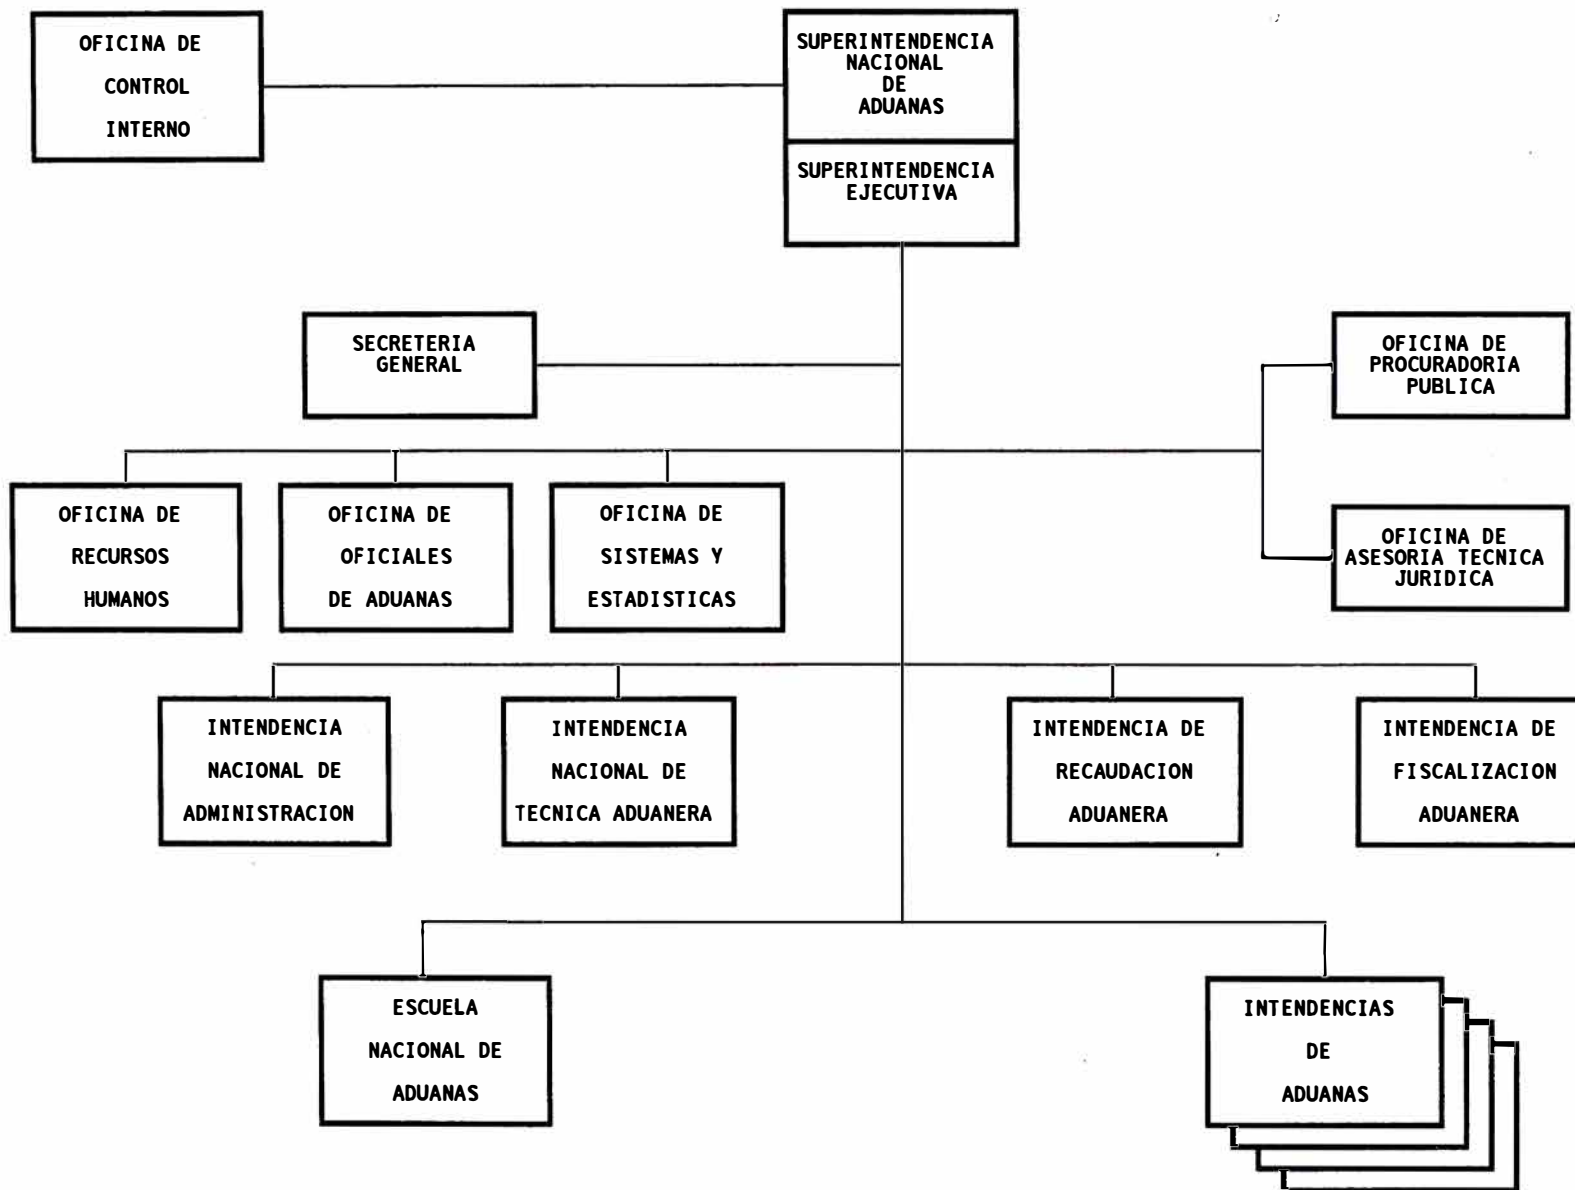 OFICINA DE
CONTROL
INTERNO
SUPERINTENDENCIA
NACIONAL
DE
ADUANAS
SUPERINTENDENCIA
EJECUTIVA
SECRETERIA
GENERAL
OFICINA DE
PROCURADORIA
PUBLICA
OFICINA DE
RECURSOS
HUMANOS
OFICINA DE
OFICIALES
DE ADUANAS
OFICINA DE
SISTEMAS Y
ESTADISTICAS
OFICINA DE
ASESORIA TECNICA
JURIDICA
INTENDENCIA
NACIONAL DE
ADMINISTRACION
INTENDENCIA
NACIONAL DE
TECNICA ADUANERA
INTENDENCIA DE
RECAUDACION
ADUANERA
INTENDENCIA DE
FISCALIZACION
ADUANERA
ESCUELA
NACIONAL DE
ADUANAS
INTENDENCIAS
DE
ADUANAS